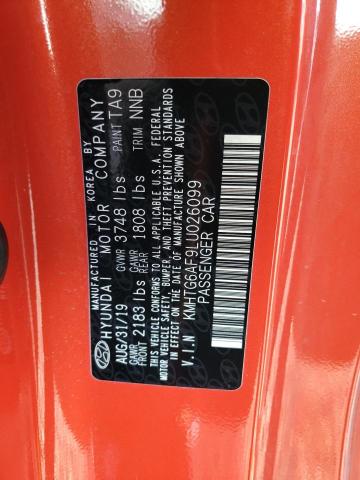 MANUFACTURED IN KOREA BY
HYUNDAI MOTOR COMPANY
AUG/31/19 GVWR 3748 lbs PAINT TA9
GAWR FRONT 2183 lbs GAWR REAR 1808 lbs TRIM NNB
THIS VEHICLE CONFORMS TO ALL APPLICABLE U.S.A. FEDERAL
MOTOR VEHICLE SAFETY, BUMPER, AND THEFT PREVENTION STANDARDS
IN EFFECT ON THE DATE OF MANUFACTURE SHOWN ABOVE
V.I.N KMHTG6AF9LU026099
PASSENGER CAR